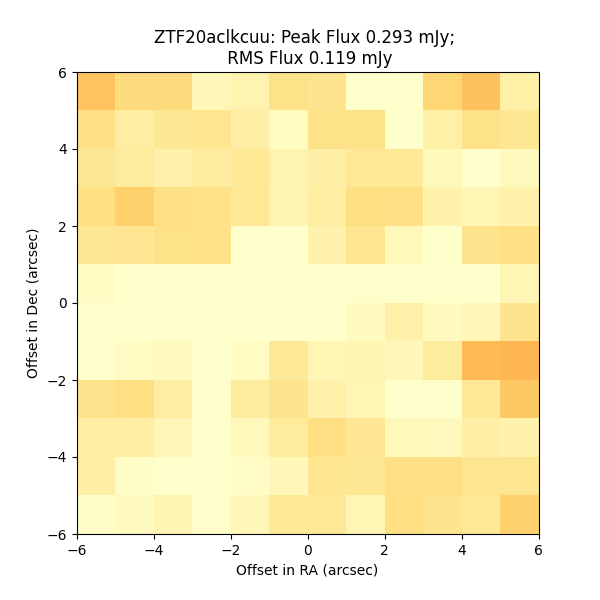 ZTF20aclkcuu: Peak Flux 0.293 mJy;
RMS Flux 0.119 mJy
6
4
2
0
−2
−4
−6
Offset in Dec (arcsec)
−6 −4 −2 0 2 4 6
Offset in RA (arcsec)